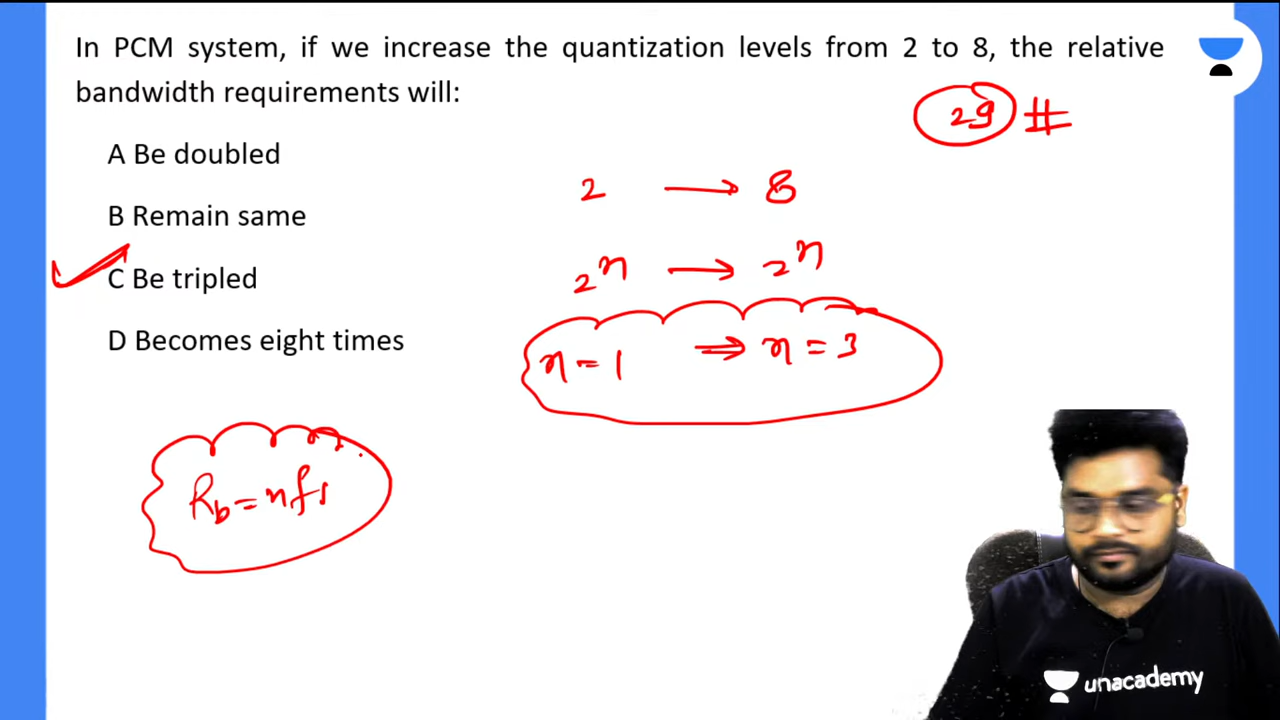 In PCM system, if we increase the quantization levels from 2 to 8, the relative
bandwidth requirements will:
29 #
A Be doubled
2 → 8
B Remain same
2ⁿ → 2ⁿ
C Be tripled
n = 1 ⇒ n = 3
D Becomes eight times
R_b = nfs
unacademy